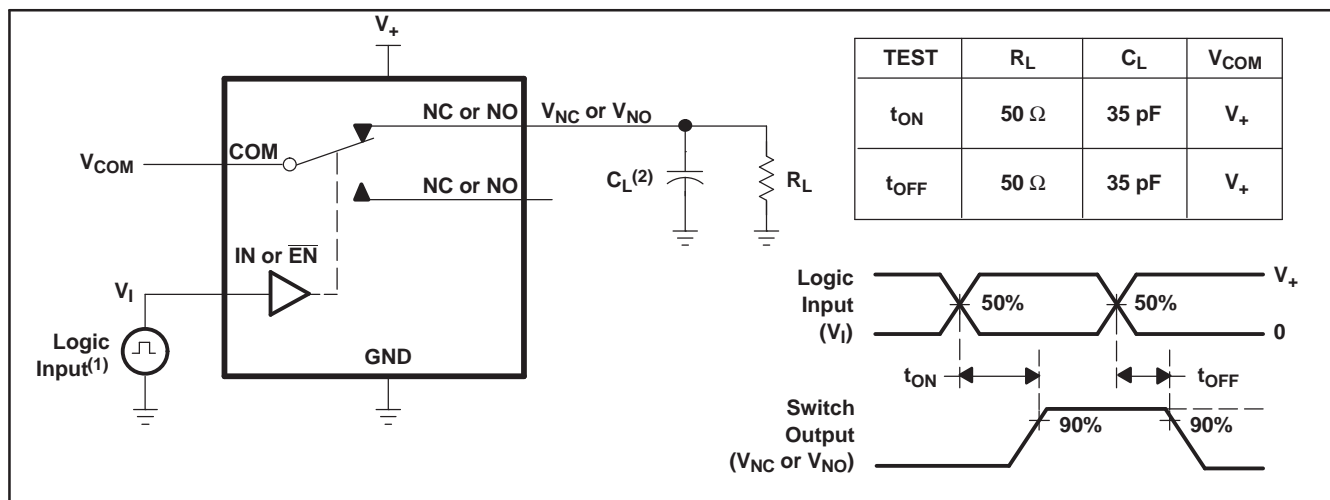 V+
NC or NO
VNC or VNO
COM
VCOM
CL(2)
RL
NC or NO
IN or E̅N̅
VI
Logic
Input(1)
GND
TEST RL CL VCOM
tON 50 Ω 35 pF V+
tOFF 50 Ω 35 pF V+
Logic
Input
(VI)
50%
50%
V+
0
tON
tOFF
Switch
Output
(VNC or VNO)
90%
90%